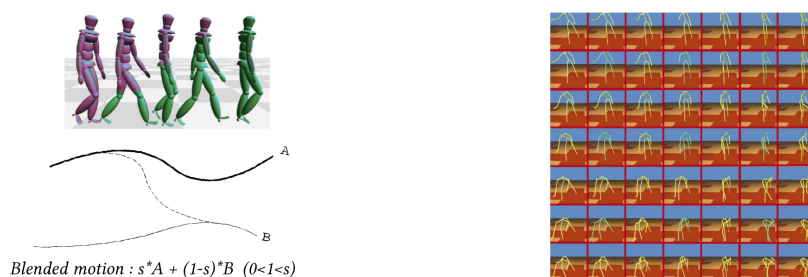 A
B
Blended motion : s*A + (1-s)*B (0<1<s)